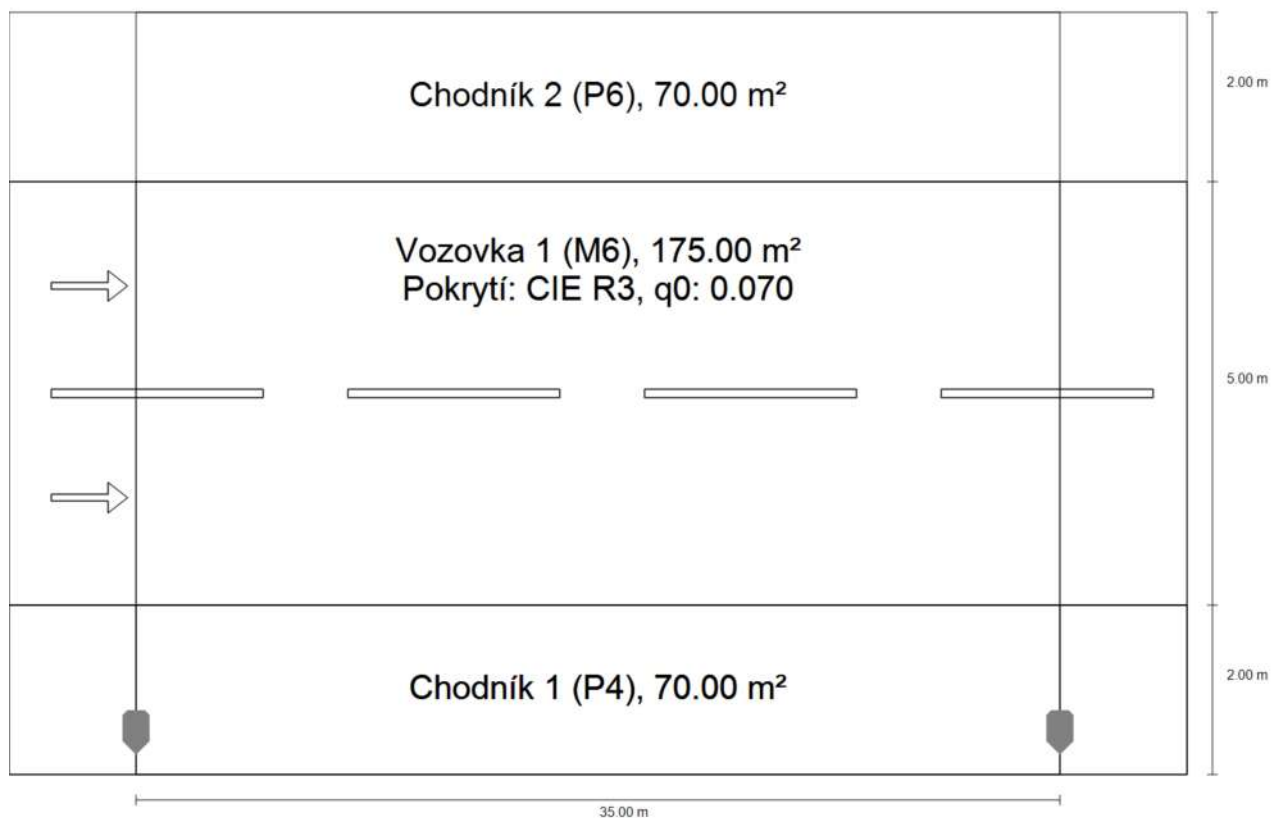 Chodník 2 (P6), 70.00 m²
2.00 m
Vozovka 1 (M6), 175.00 m²
Pokrytí: CIE R3, q0: 0.070
5.00 m
Chodník 1 (P4), 70.00 m²
2.00 m
35.00 m